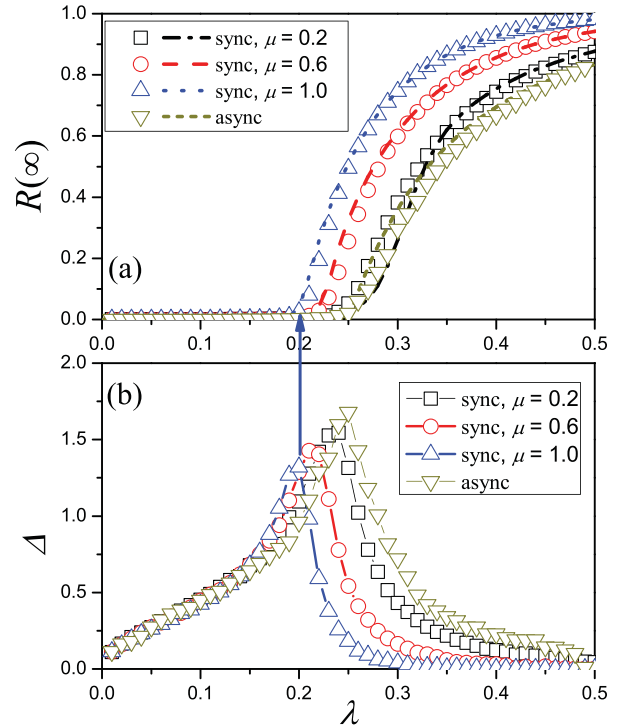 1.0
0.8
0.6
0.4
0.2
0.0
R(∞)
sync, μ = 0.2
sync, μ = 0.6
sync, μ = 1.0
async
(a)
0.0 0.1 0.2 0.3 0.4 0.5
2.0
1.5
1.0
0.5
0.0
Δ
(b)
sync, μ = 0.2
sync, μ = 0.6
sync, μ = 1.0
async
0.0 0.1 0.2 0.3 0.4 0.5
λ